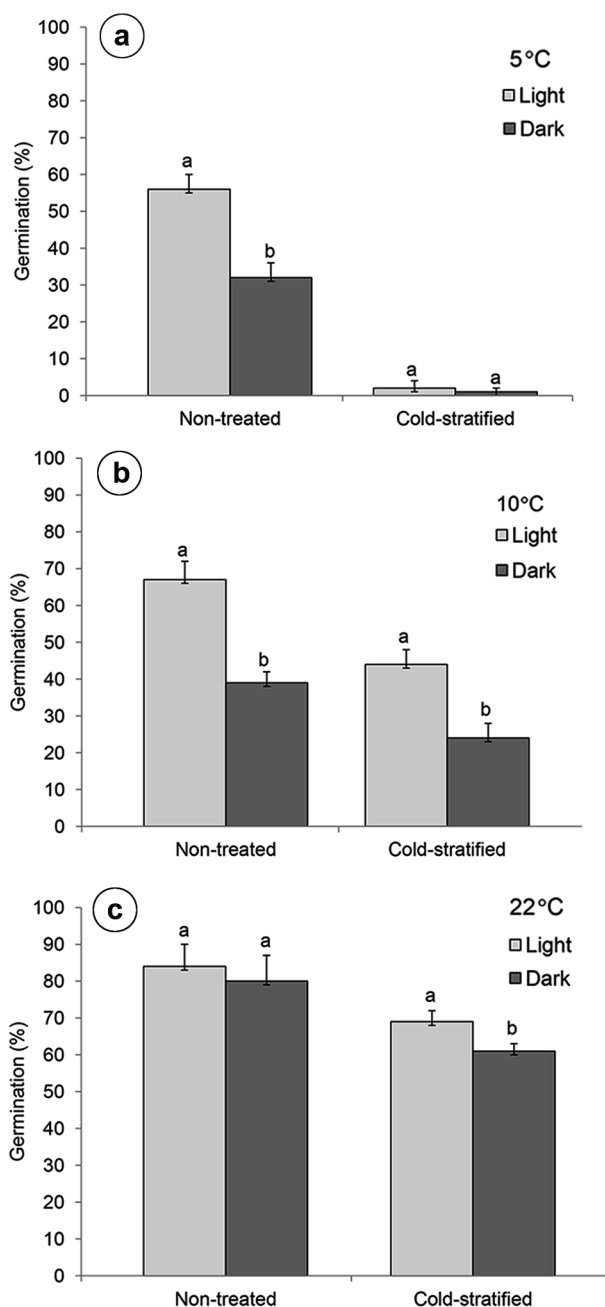 a
5°C
Light
Dark
Germination (%)
100
90
80
70
60
50
40
30
20
10
0
a
b
a
a
Non-treated
Cold-stratified
b
10°C
Light
Dark
Germination (%)
100
90
80
70
60
50
40
30
20
10
0
a
b
a
b
Non-treated
Cold-stratified
c
22°C
Light
Dark
Germination (%)
100
90
80
70
60
50
40
30
20
10
0
a
a
a
b
Non-treated
Cold-stratified